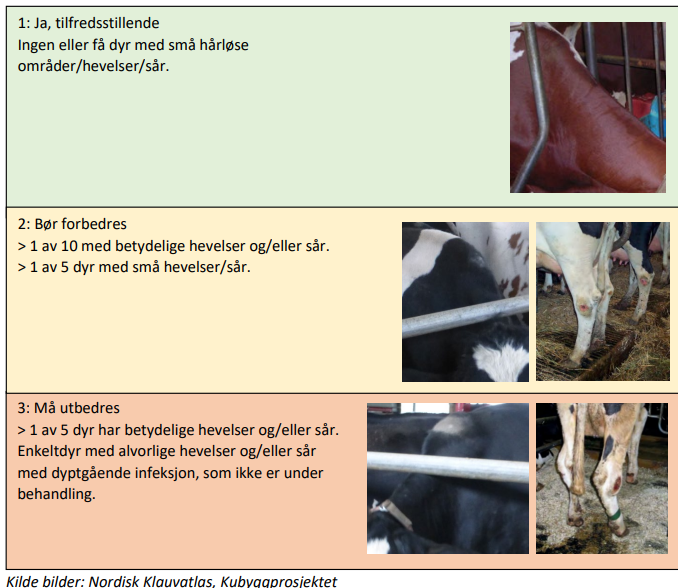 1: Ja, tilfredsstillende
Ingen eller få dyr med små hårløse
områder/hevelser/sår.
2: Bør forbedres
> 1 av 10 med betydelige hevelser og/eller sår.
> 1 av 5 dyr med små hevelser/sår.
3: Må utbedres
> 1 av 5 dyr har betydelige hevelser og/eller sår.
Enkeltdyr med alvorlige hevelser og/eller sår
med dyptgående infeksjon, som ikke er under
behandling.
Kilde bilder: Nordisk Klauvatlas, Kubyggprosjektet